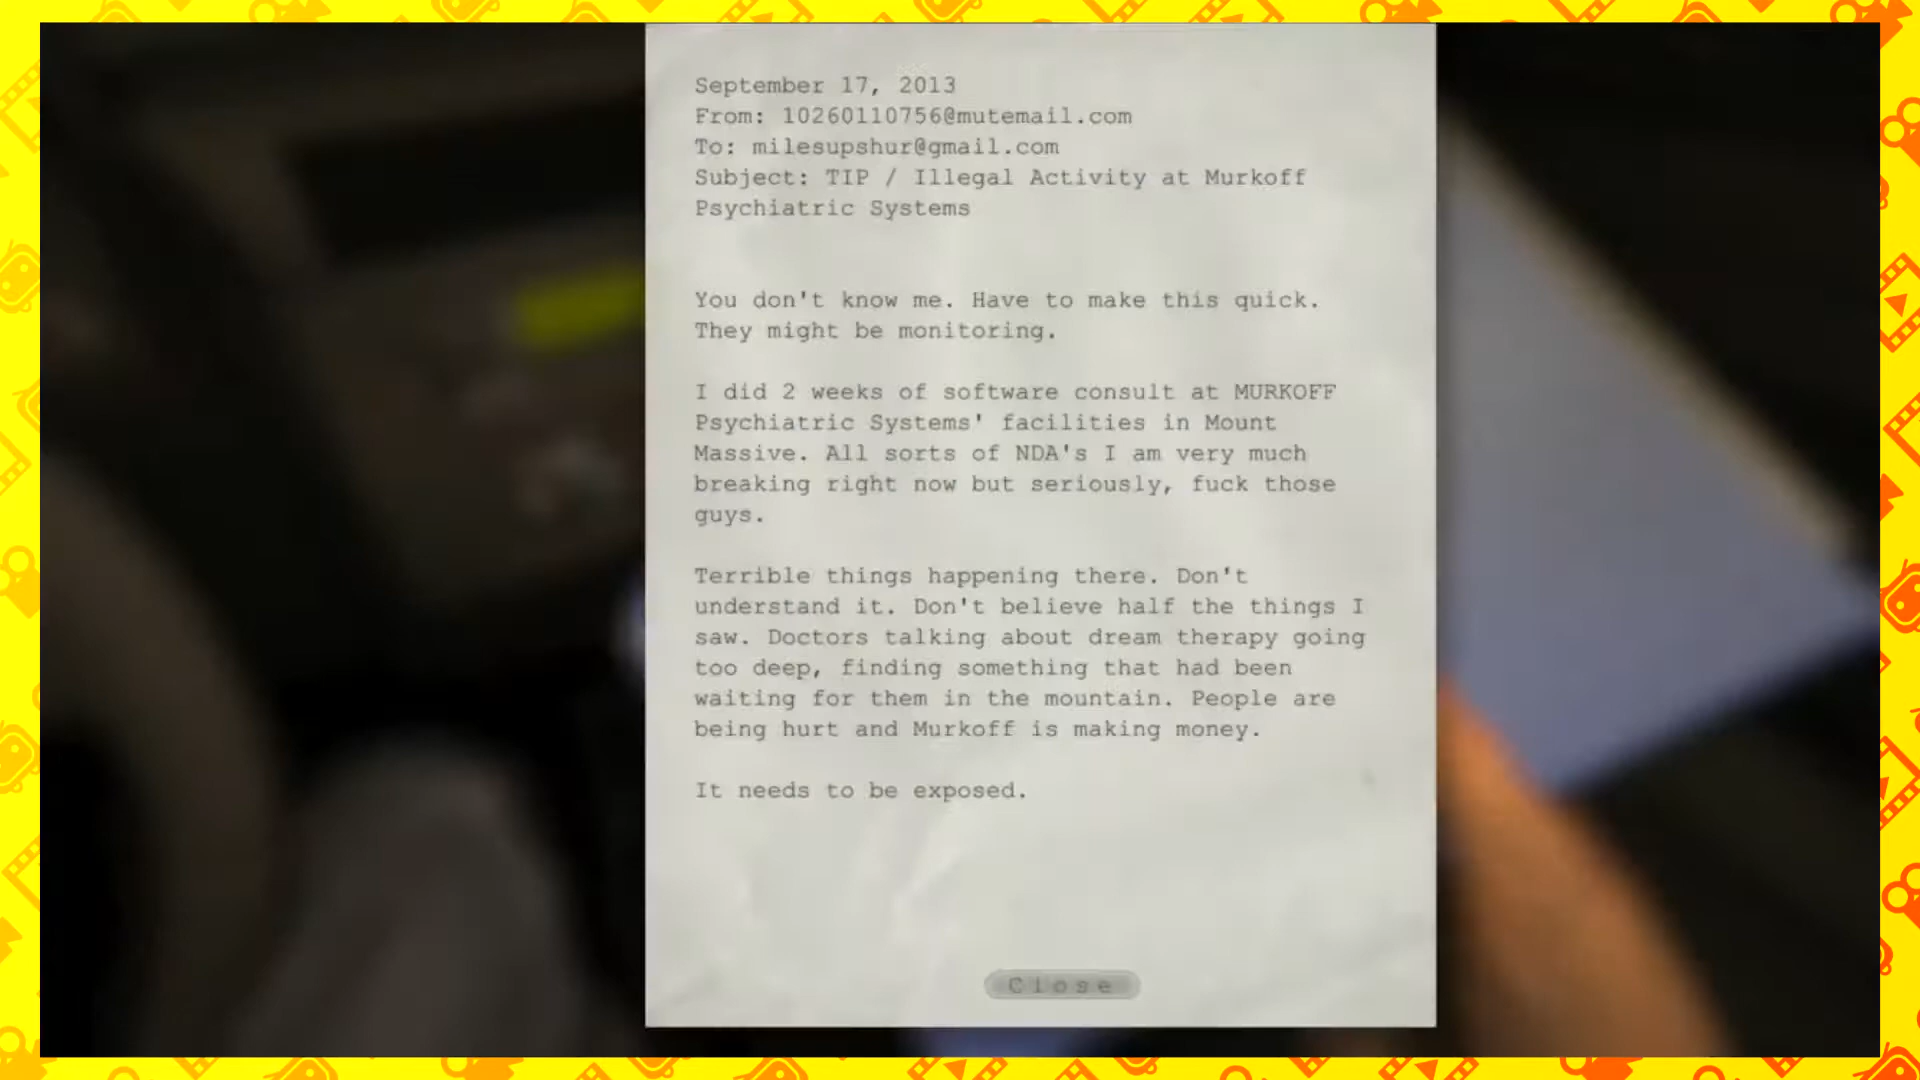 September 17, 2013
From: 10260110756@mutemail.com
To: milesupshur@gmail.com
Subject: TIP / Illegal Activity at Murkoff
Psychiatric Systems
You don't know me. Have to make this quick.
They might be monitoring.
I did 2 weeks of software consult at MURKOFF
Psychiatric Systems' facilities in Mount
Massive. All sorts of NDA's I am very much
breaking right now but seriously, fuck those
guys.
Terrible things happening there. Don't
understand it. Don't believe half the things I
saw. Doctors talking about dream therapy going
too deep, finding something that had been
waiting for them in the mountain. People are
being hurt and Murkoff is making money.
It needs to be exposed.
Close